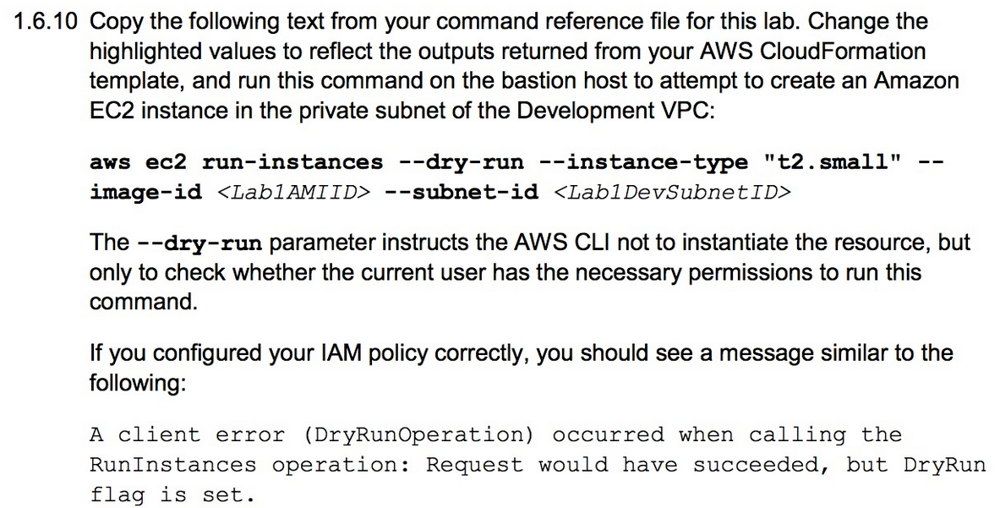 1.6.10 Copy the following text from your command reference file for this lab. Change the
highlighted values to reflect the outputs returned from your AWS CloudFormation
template, and run this command on the bastion host to attempt to create an Amazon
EC2 instance in the private subnet of the Development VPC:
aws ec2 run-instances --dry-run --instance-type "t2.small" --
image-id <Lab1AMIID> --subnet-id <Lab1DevSubnetID>
The --dry-run parameter instructs the AWS CLI not to instantiate the resource, but
only to check whether the current user has the necessary permissions to run this
command.
If you configured your IAM policy correctly, you should see a message similar to the
following:
A client error (DryRunOperation) occurred when calling the
RunInstances operation: Request would have succeeded, but DryRun
flag is set.